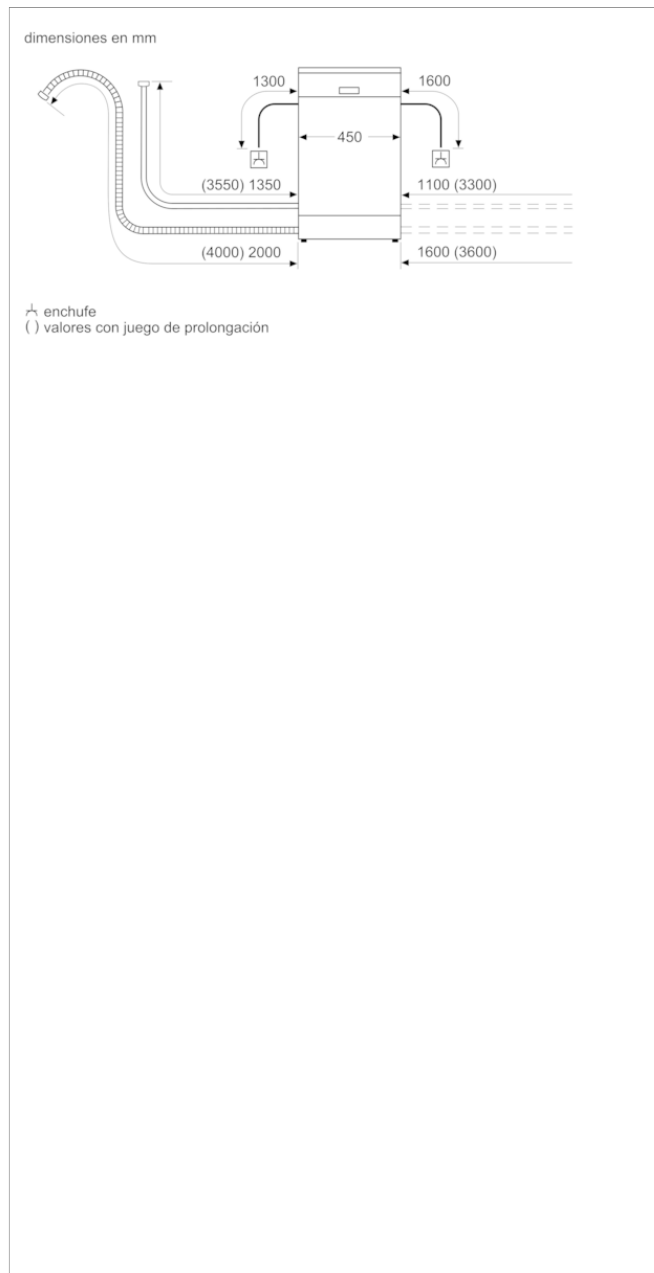 dimensiones en mm
1300
1600
450
(3550) 1350
1100 (3300)
(4000) 2000
1600 (3600)
enchufe
( ) valores con juego de prolongación